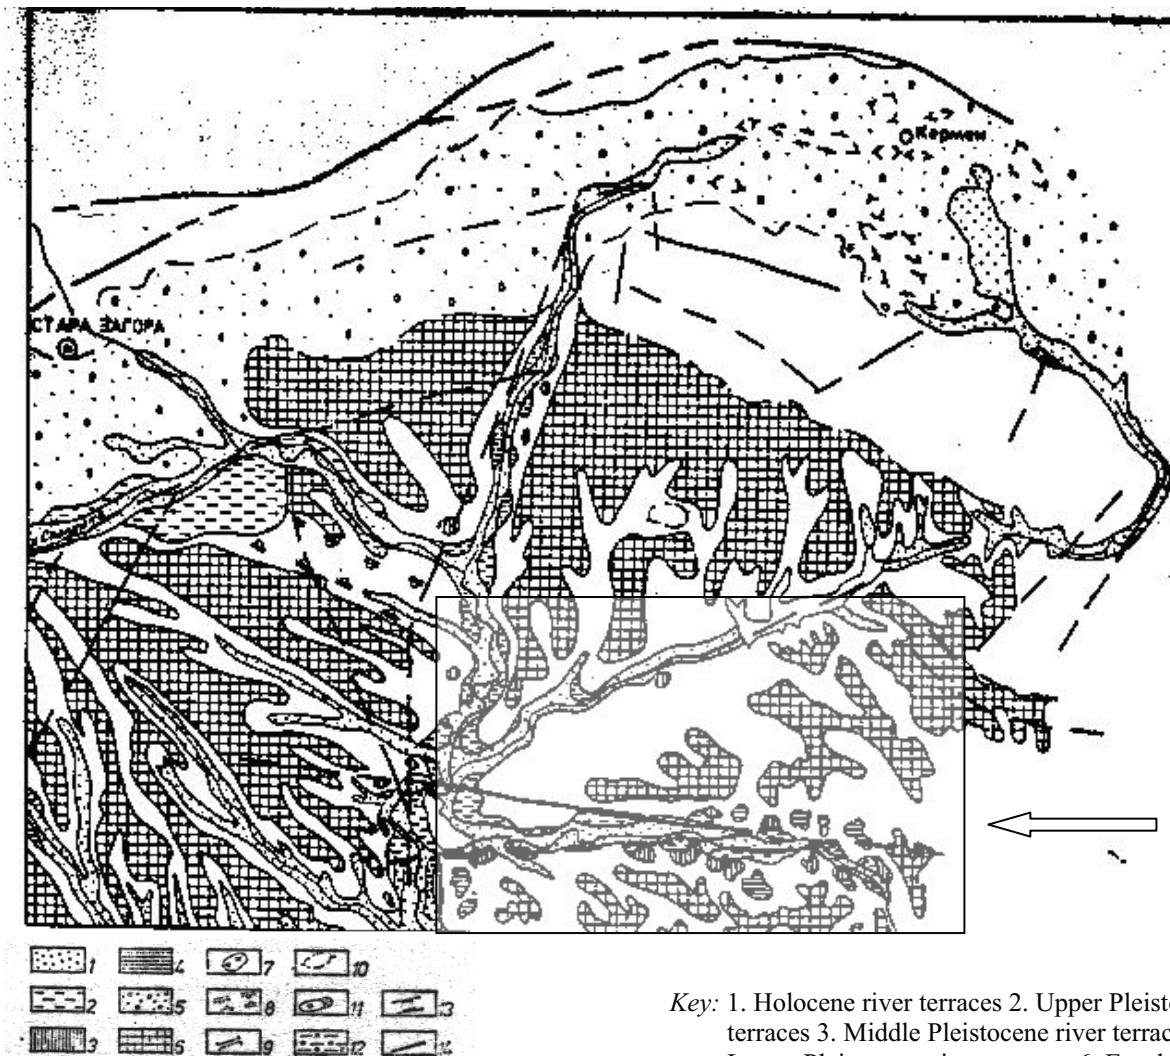 Кермен
СТАРА ЗАГОРА
1 4 7 10
2 5 8 11 13
3 6 9 12 14
Key: 1. Holocene river terraces 2. Upper Pleist
terraces 3. Middle Pleistocene river terrac